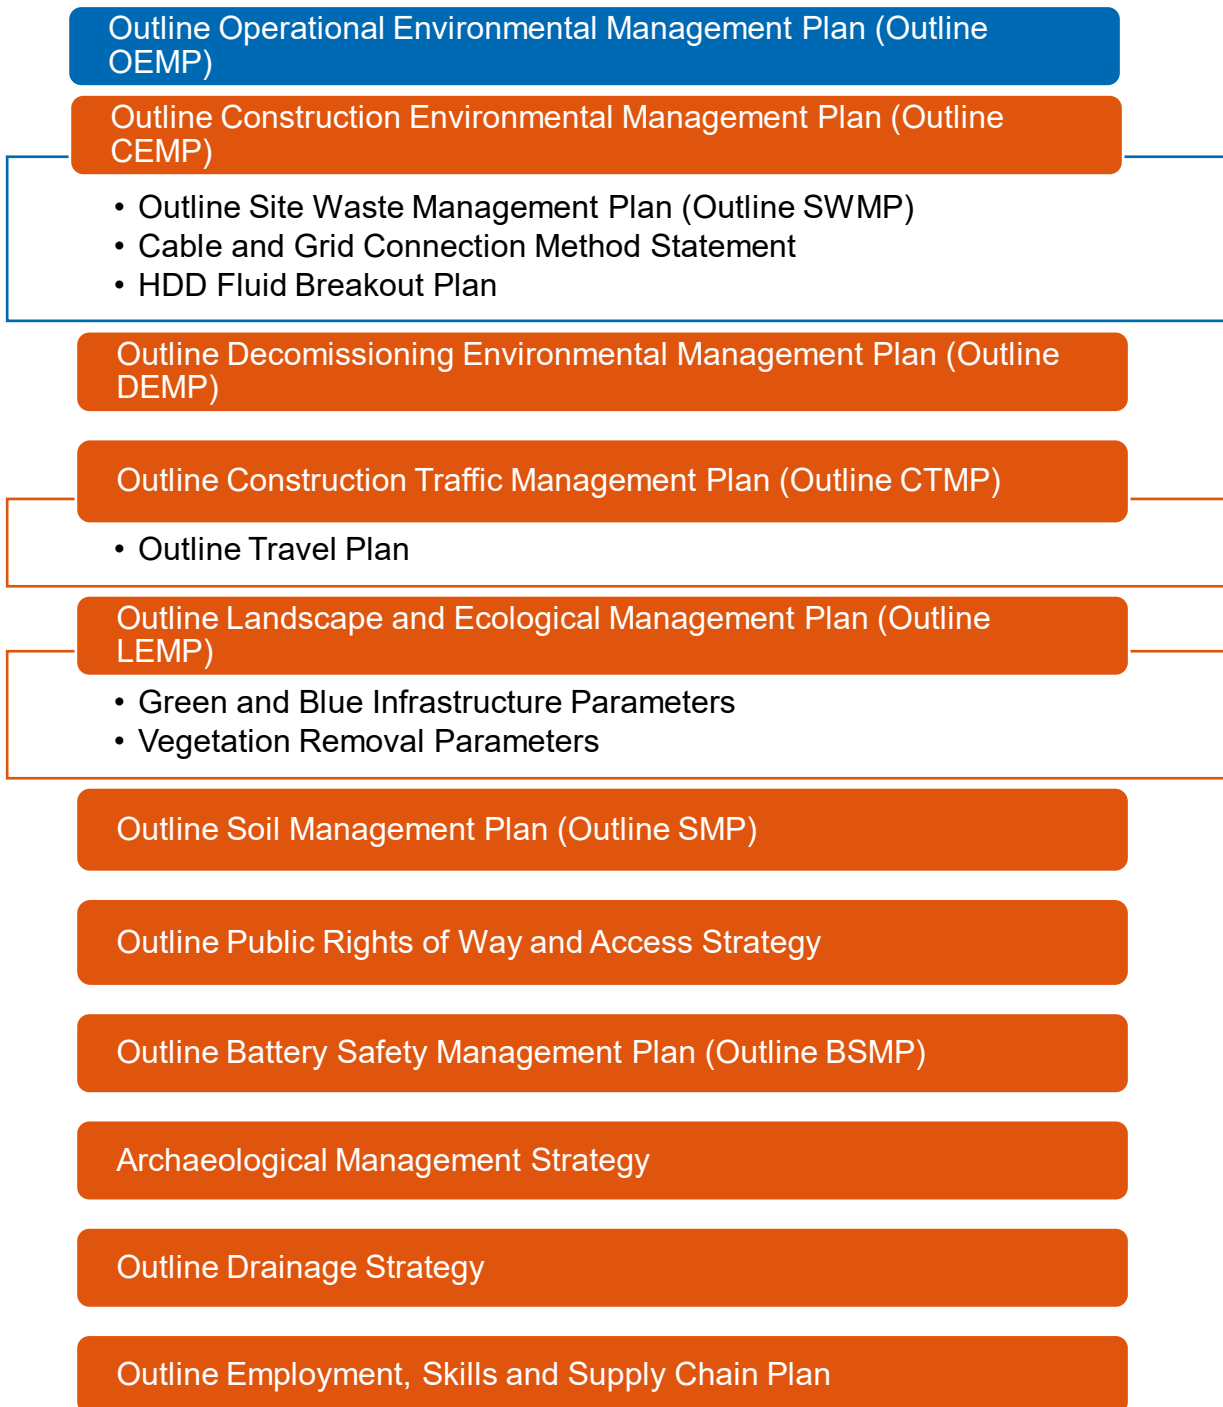 Outline Operational Environmental Management Plan (Outline
OEMP)
Outline Construction Environmental Management Plan (Outline
CEMP)
• Outline Site Waste Management Plan (Outline SWMP)
• Cable and Grid Connection Method Statement
• HDD Fluid Breakout Plan
Outline Decomissioning Environmental Management Plan (Outline
DEMP)
Outline Construction Traffic Management Plan (Outline CTMP)
• Outline Travel Plan
Outline Landscape and Ecological Management Plan (Outline
LEMP)
• Green and Blue Infrastructure Parameters
• Vegetation Removal Parameters
Outline Soil Management Plan (Outline SMP)
Outline Public Rights of Way and Access Strategy
Outline Battery Safety Management Plan (Outline BSMP)
Archaeological Management Strategy
Outline Drainage Strategy
Outline Employment, Skills and Supply Chain Plan